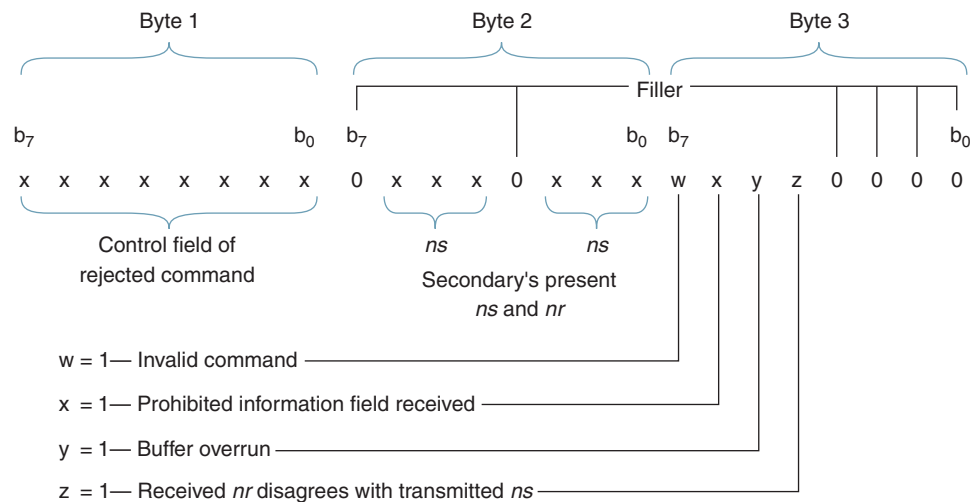 Byte 1 Byte 2 Byte 3
Filler
b7 b0 b7 b0 b7 b0
x x x x x x x x 0 x x x 0 x x x w x y z 0 0 0 0
Control field of
rejected command
ns ns
Secondary's present
ns and nr
w = 1— Invalid command
x = 1— Prohibited information field received
y = 1— Buffer overrun
z = 1— Received nr disagrees with transmitted ns